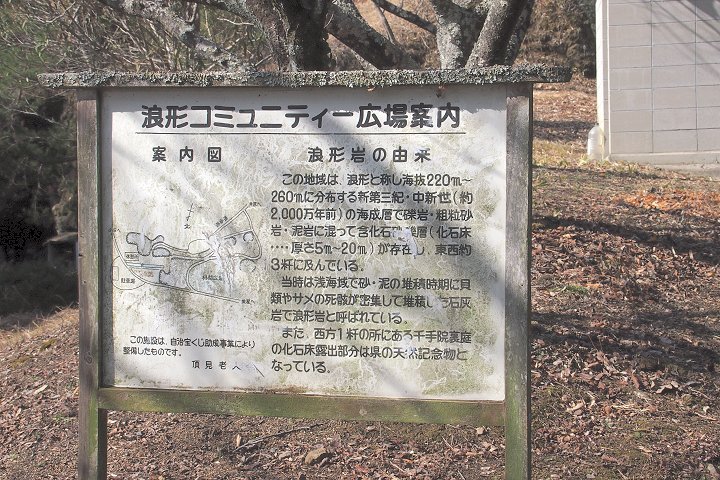 浪形コミュニティー広場案内
案内図
浪形岩の由来
この地域は、浪形と称し海抜220m〜
260mに分布する新第三紀・中新世(約
2,000万年前)の海成層で礫岩・粗粒砂
岩・泥岩に混って含化石 層(化石床
‥‥厚さ5m〜20m)が存在し、東西約
3粁に及んでいる。
当時は浅海域で砂・泥の堆積時期に貝
類やサメの死骸が密集して堆積し石灰
岩で浪形岩と呼ばれている。
また、西方1粁の所にある千手院裏庭
の化石床露出部分は県の天然記念物と
なっている。
この施設は、自治宝くじ助成事業により
整備したものです。
頂見老人